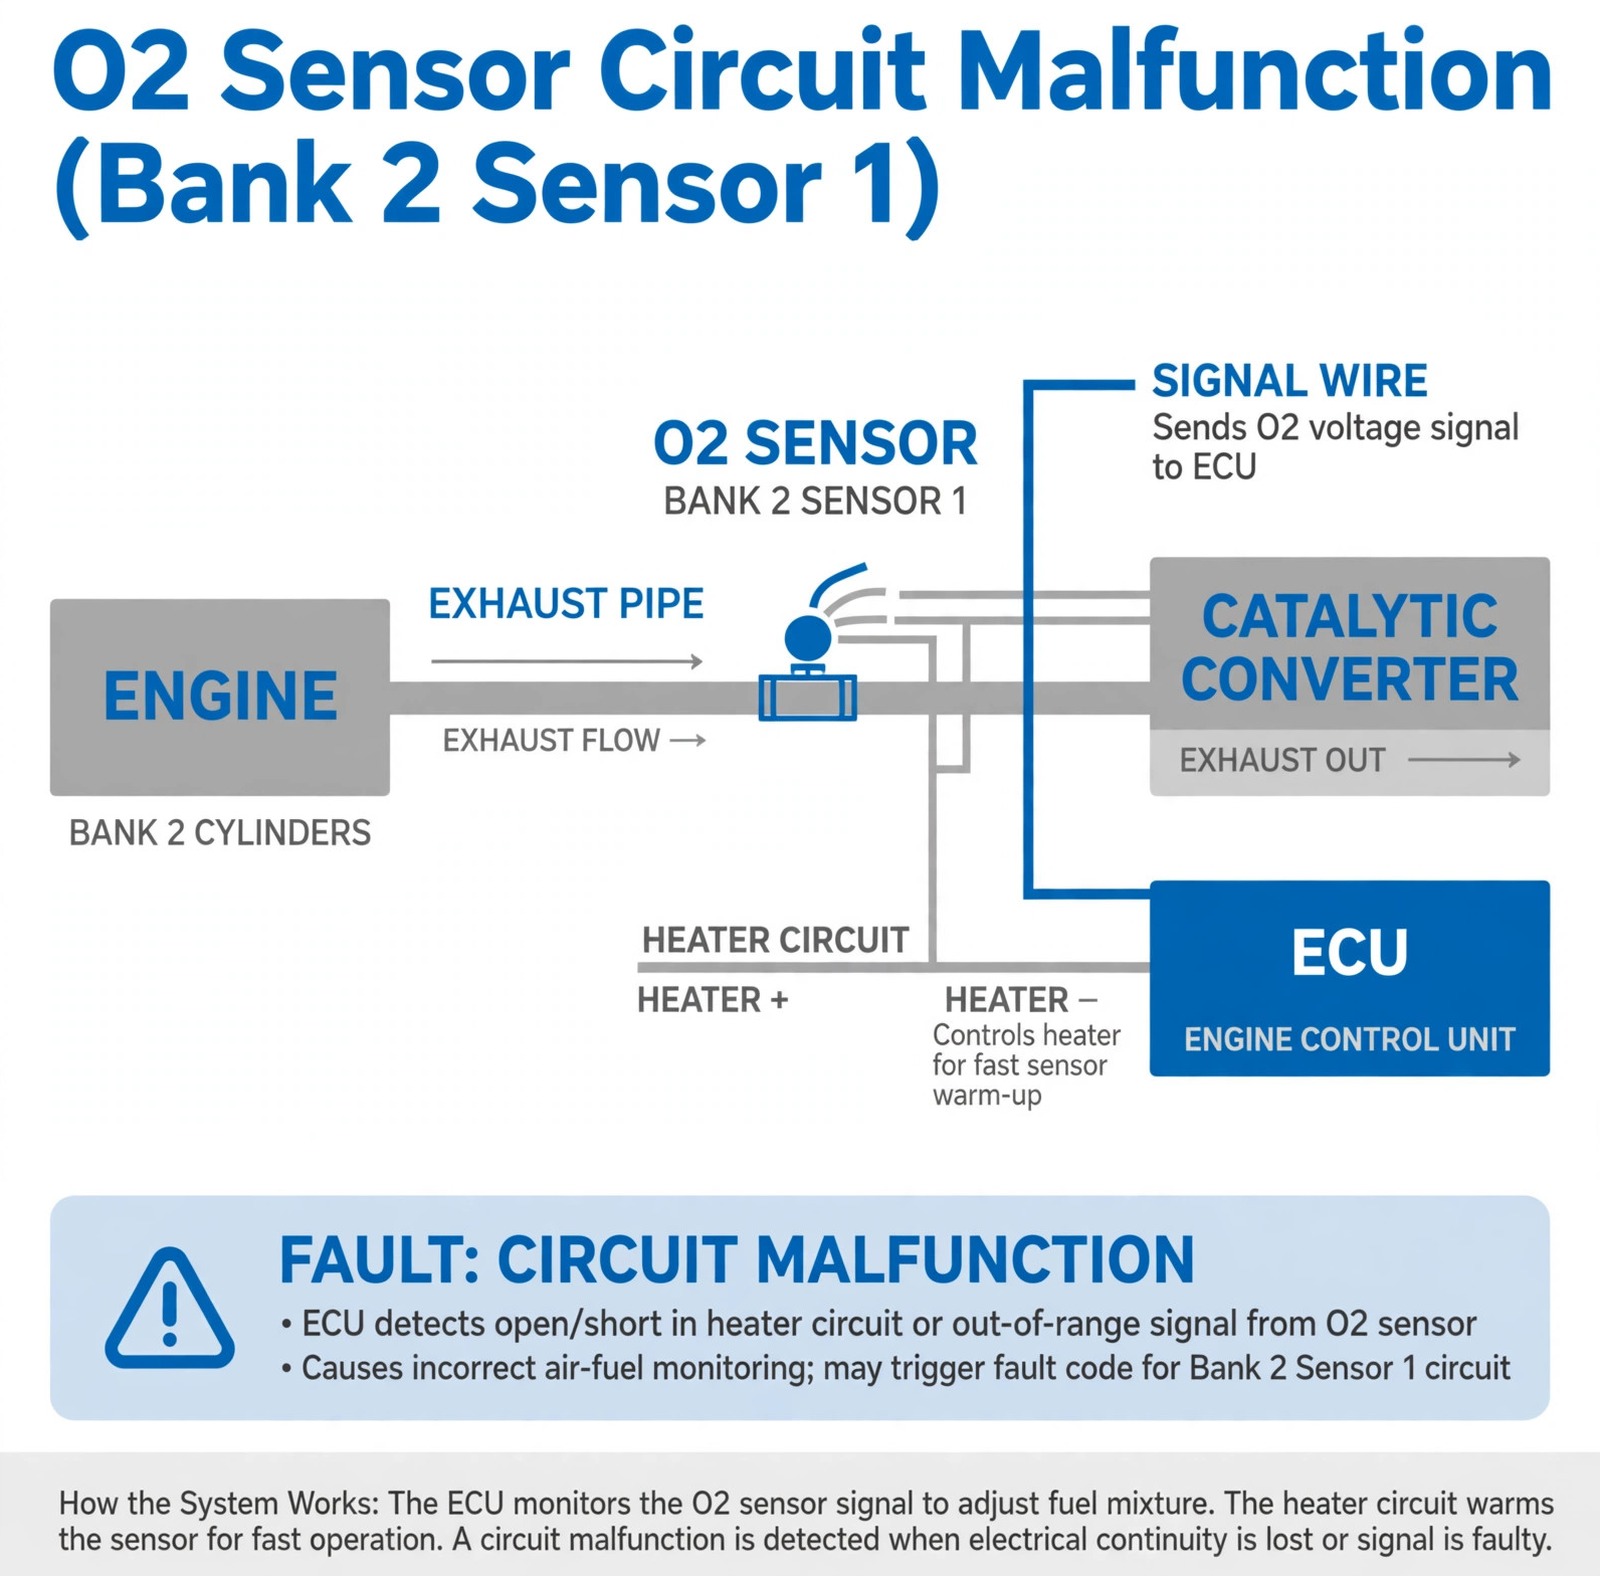 O2 Sensor Circuit Malfunction
(Bank 2 Sensor 1)
SIGNAL WIRE
Sends O2 voltage signal
to ECU
O2 SENSOR
BANK 2 SENSOR 1
EXHAUST PIPE
ENGINE
EXHAUST FLOW →
BANK 2 CYLINDERS
CATALYTIC
CONVERTER
EXHAUST OUT
HEATER CIRCUIT
HEATER +
HEATER –
Controls heater
for fast sensor
warm-up
ECU
ENGINE CONTROL UNIT
FAULT: CIRCUIT MALFUNCTION
• ECU detects open/short in heater circuit or out-of-range signal from O2 sensor
• Causes incorrect air-fuel monitoring; may trigger fault code for Bank 2 Sensor 1 circuit
How the System Works: The ECU monitors the O2 sensor signal to adjust fuel mixture. The heater circuit warms
the sensor for fast operation. A circuit malfunction is detected when electrical continuity is lost or signal is faulty.